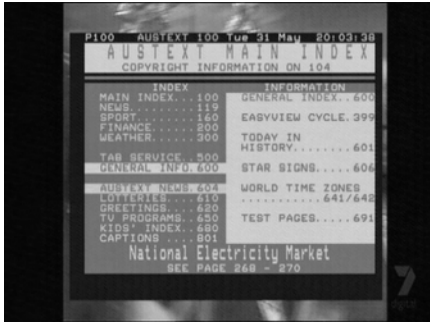 P100 AUSTEXT 100 Tue 31 May 20:03:38
AUSTEXT MAIN INDEX
COPYRIGHT INFORMATION ON 104
INDEX
MAIN INDEX...100
NEWS.........119
SPORT........160
FINANCE......200
WEATHER......300
TAB SERVICE..500
GENERAL INFO.600
AUSTEXT NEWS.604
LOTTERIES....610
GREETINGS....620
TV PROGRAMS..650
KIDS' INDEX..680
CAPTIONS ....801
INFORMATION
GENERAL INDEX..600
EASYVIEW CYCLE.399
TODAY IN
HISTORY........601
STAR SIGNS.....606
WORLD TIME ZONES
...........641/642
TEST PAGES.....691
National Electricity Market
SEE PAGE 268 - 270
7